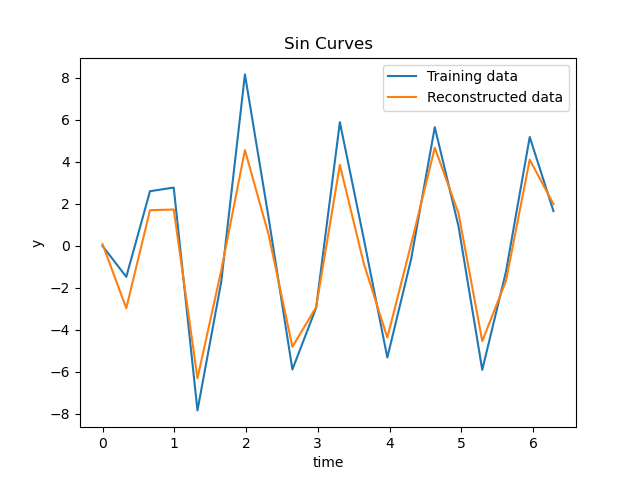 Sin Curves
Training data
Reconstructed data
8
6
4
2
0
−2
−4
−6
−8
y
0 1 2 3 4 5 6
time